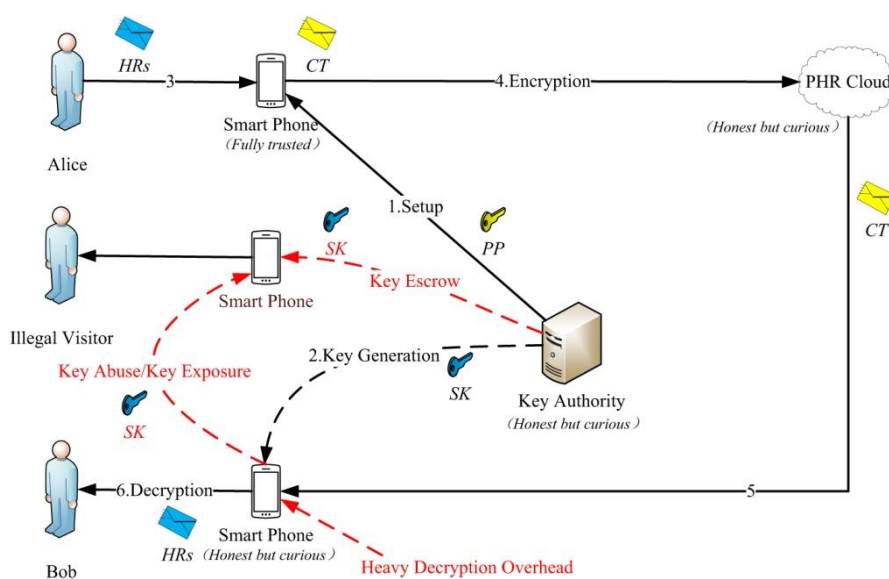 HRs
CT
3
4.Encryption
PHR Cloud
Smart Phone
(Fully trusted)
(Honest but curious)
Alice
1.Setup
CT
SK
PP
Key Escrow
Smart Phone
Illegal Visitor
2.Key Generation
Key Abuse/Key Exposure
SK
Key Authority
(Honest but curious)
SK
6.Decryption
5
Smart Phone
(Honest but curious)
HRs
Heavy Decryption Overhead
Bob